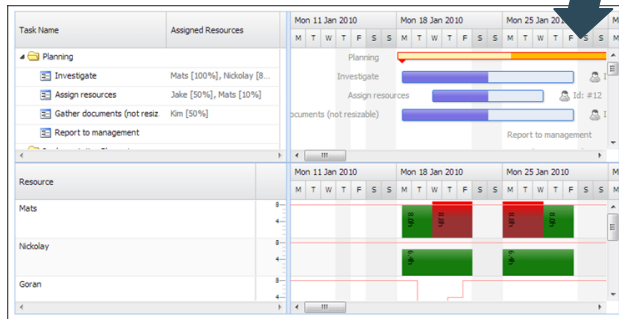 Task Name
Assigned Resources
Mon 11 Jan 2010
Mon 18 Jan 2010
Mon 25 Jan 20
M
M T W T F S S M T W T F S S M T W T F S S M
Planning
Planning
Investigate
Mats [100%], Nickolay [8...
Investigate
Assign resources
Jake [50%], Mats [10%]
Assign resources
Id: #12
Gather documents (not resiz
Kim [50%]
ocuments (not resizable)
Report to management
Report to management
Resource
Mon 11 Jan 2010
Mon 18 Jan 2010
Mon 25 Jan 2010
M
M T W T F S S M T W T F S S M T W T F S S M
Mats
8
4
Nickolay
8
4
Goran
8
4